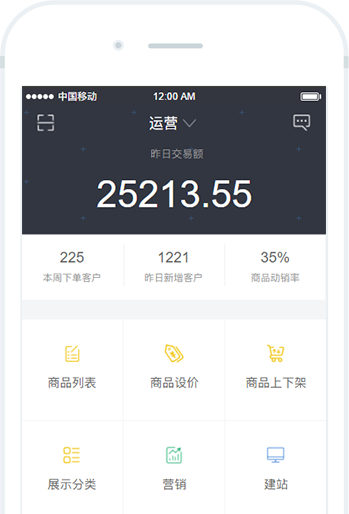 中国移动 12:00 AM
运营
昨日交易额
25213.55
225 1221 35%
本周下单客户 昨日新增客户 商品动销率
商品列表 商品设价 商品上下架
展示分类 营销 建站